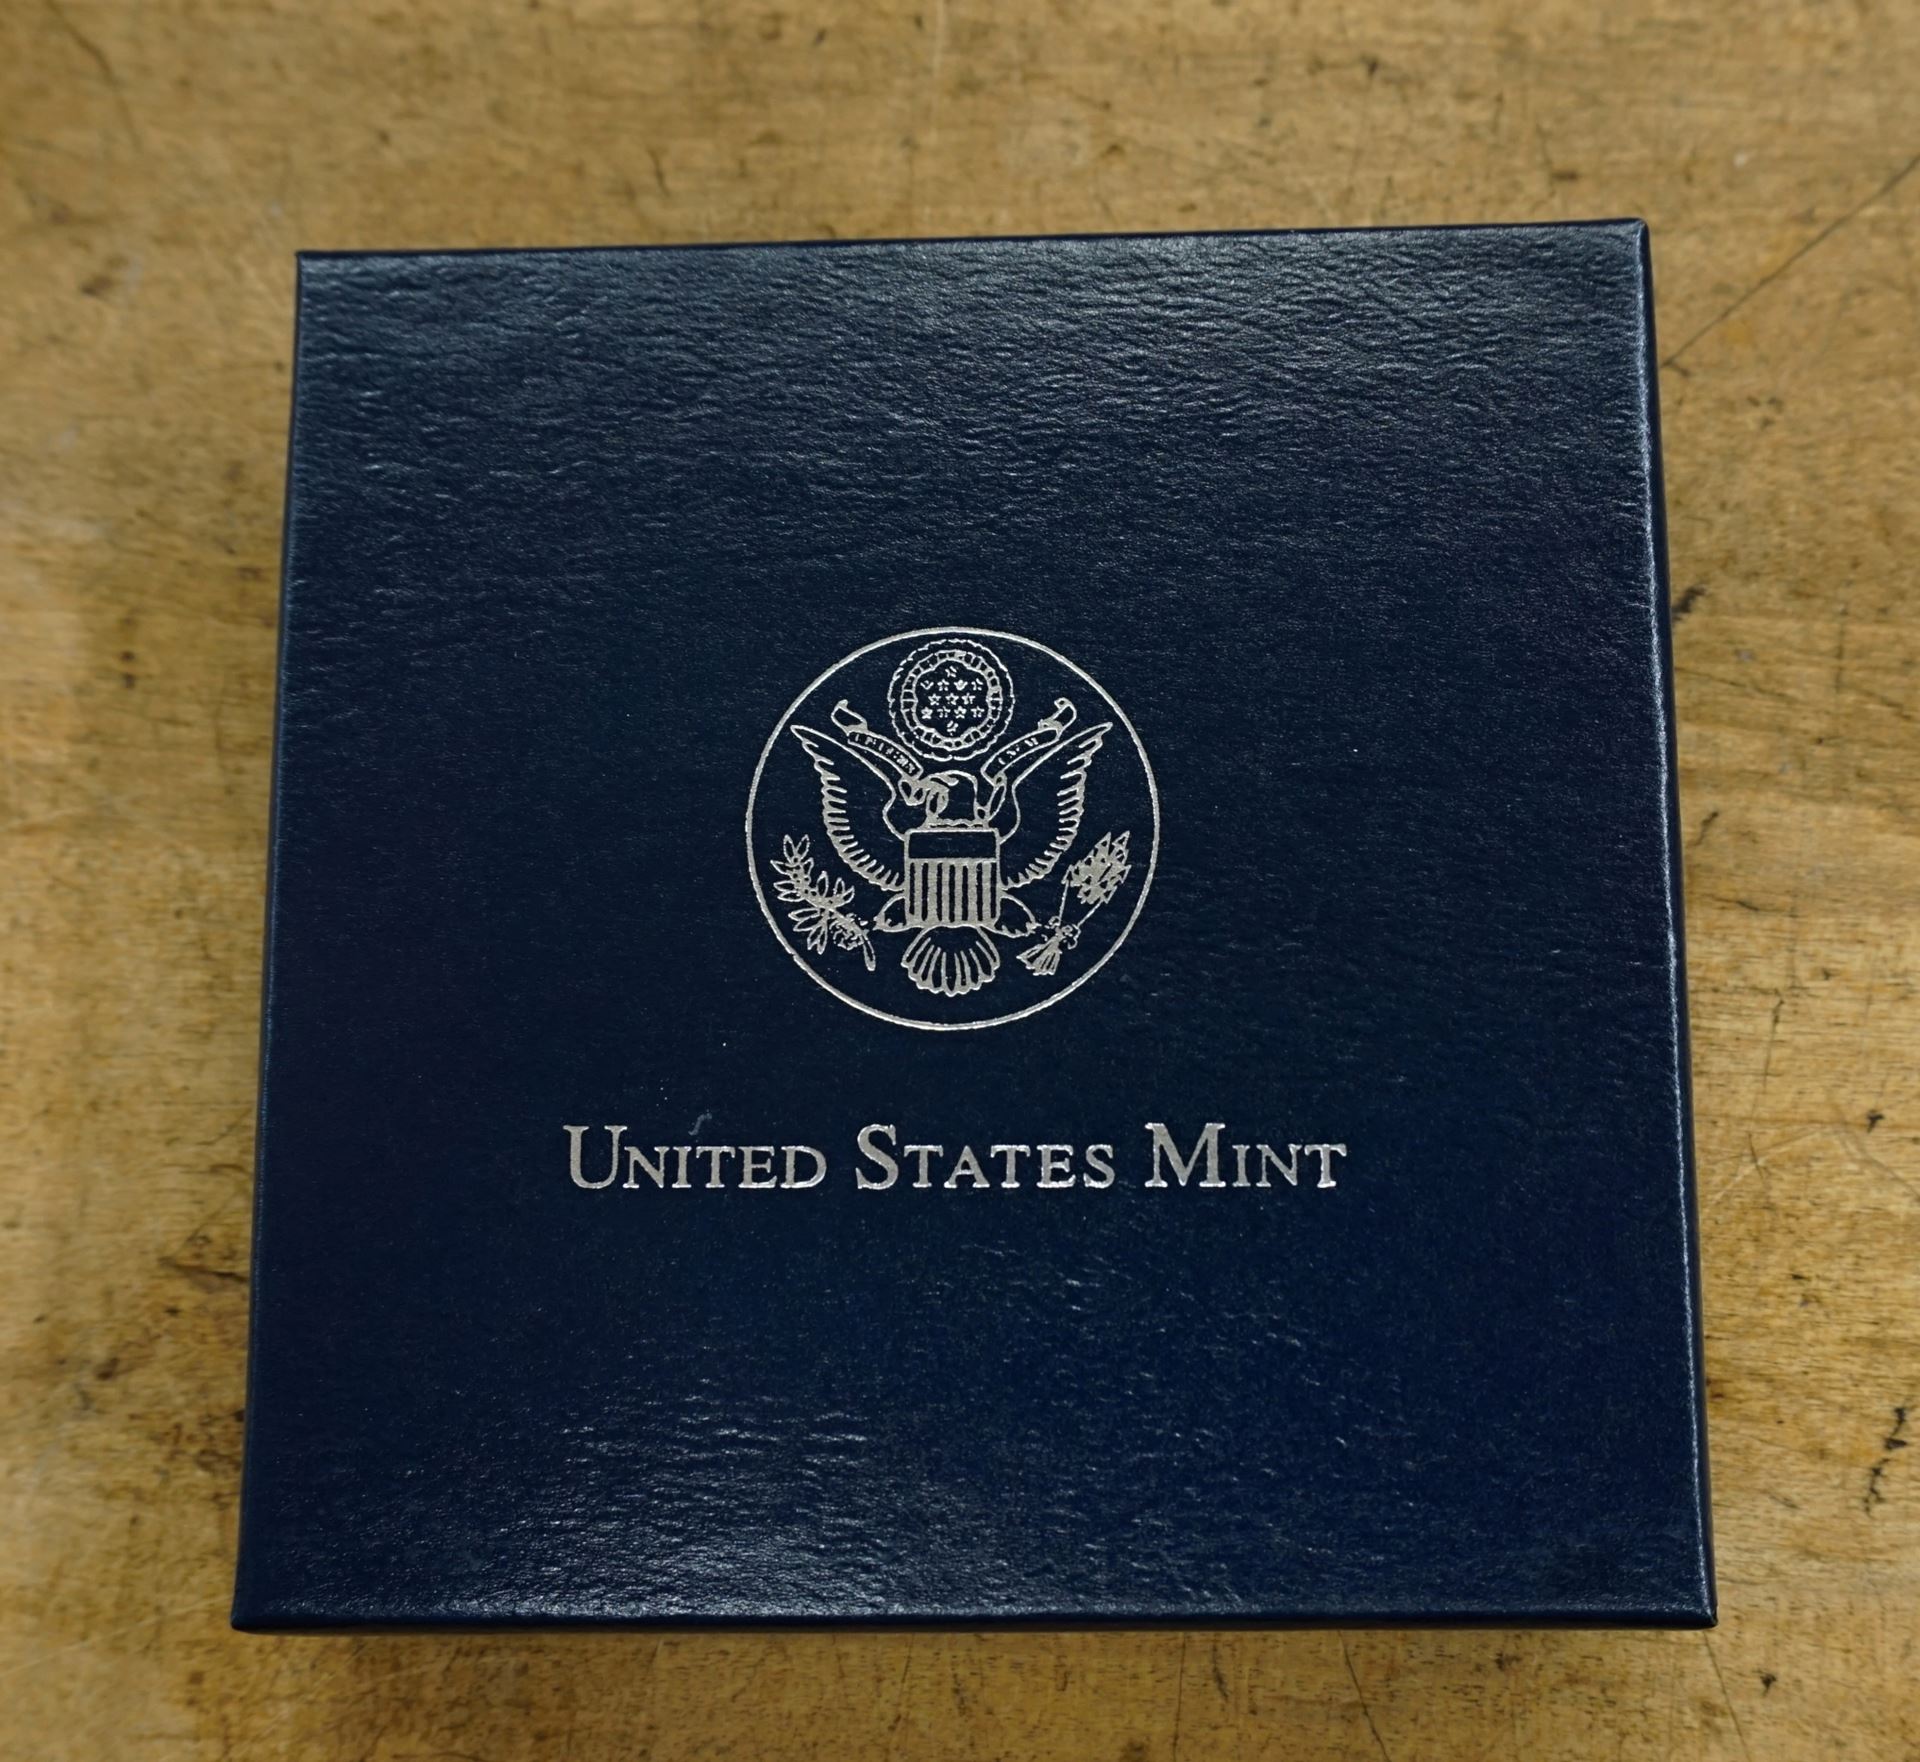 UNITED STATES MINT